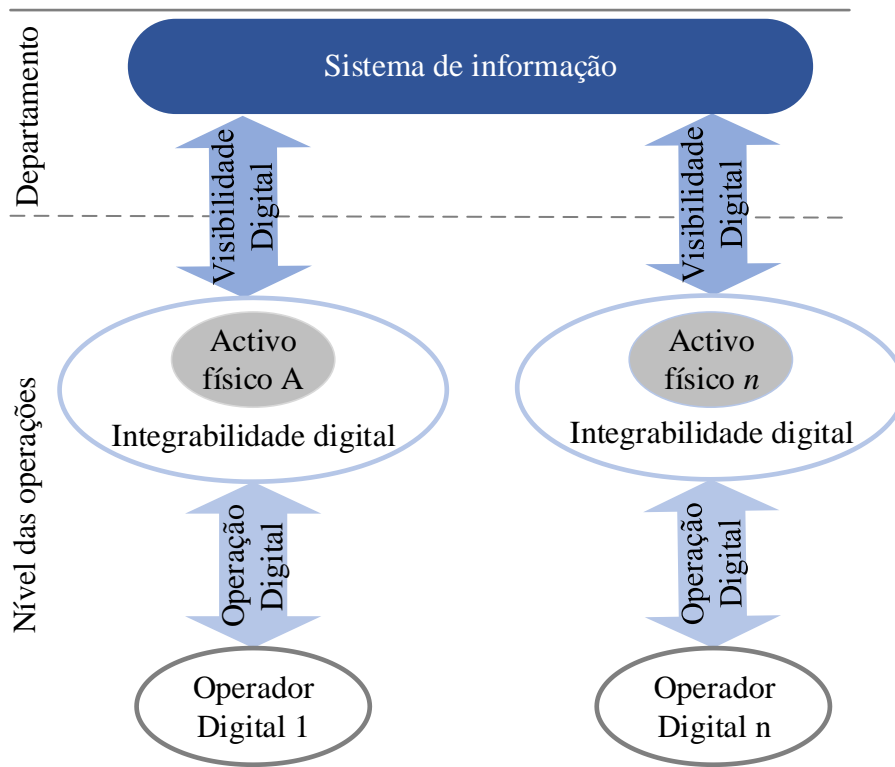 Departamento
Sistema de informação
Visibilidade
Digital
Visibilidade
Digital
Nível das operações
Activo
físico A
Integrabilidade digital
Activo
físico n
Integrabilidade digital
Operação
Digital
Operação
Digital
Operador
Digital 1
Operador
Digital n